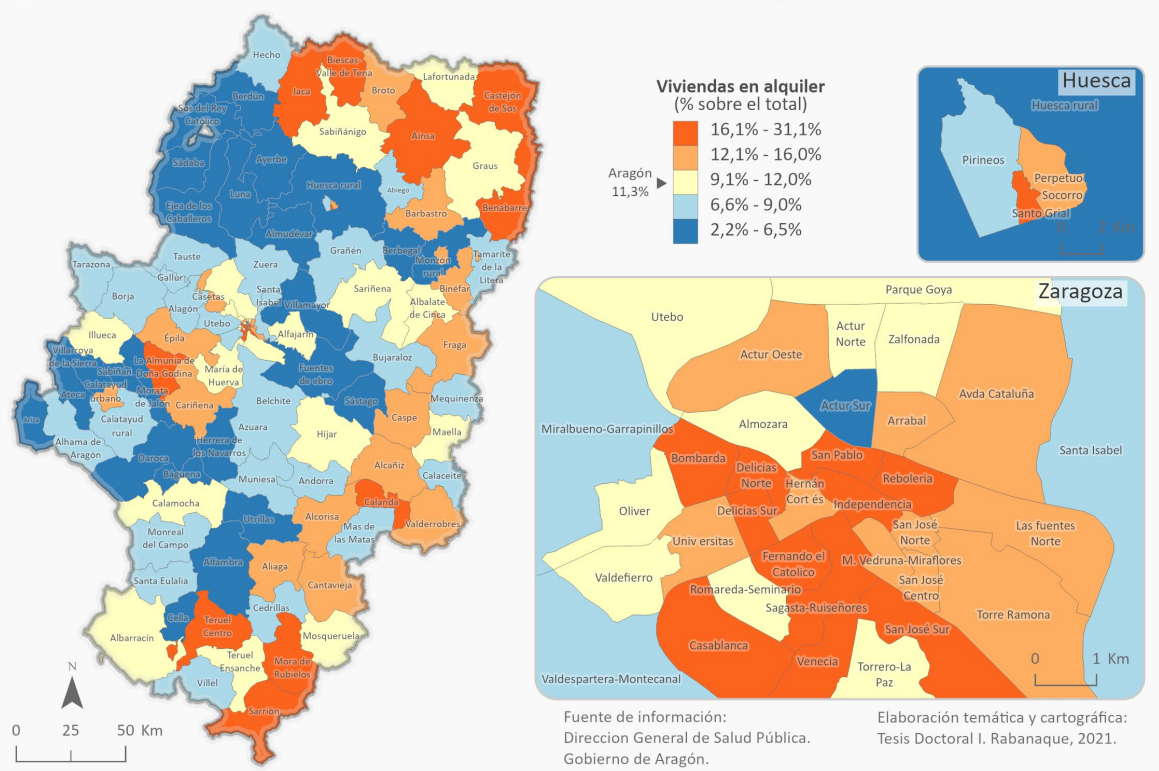 Hecho
Biescas-
Valle de Tena
Jaca
Broto
Lafortunada
Castejón
de Sos
Berdún
Sos del Rey
Católico
Sabiñánigo
Aínsa
Graus
Sádaba
Ayerbe
Luna
Huesca rural
Abiego
Ejea de los
Caballeros
Barbastro
Benabarre
Almudévar
Tauste
Zuera
Grañén
Berbegal
Monzón
rural
Tamarite
de la
Litera
Tarazona
Gallur
Borja
Alagón
Casetas
Santa
Isabel
Villamayor
Sariñena
Binéfar
Albalate
de Cinca
Utebo
Illueca
Épila
Alfajarín
Fraga
Villarroya
de la Sierra
Sabiñán
La Almunia de
Doña Godina
María de
Huerva
Bujaraloz
Fuentes
de ebro
Calatayud
urbano
Ateca
Morata
de Jalón
Cariñena
Belchite
Sástago
Mequinenza
Ariza
Calatayud
rural
Caspe
Alhama de
Aragón
Herrera de
los Navarros
Azuara
Híjar
Maella
Daroca
Báguena
Muniesa
Andorra
Alcañiz
Calaceite
Calamocha
Calanda
Utrillas
Alcorisa
Valderrobres
Monreal
del Campo
Mas de
las Matas
Alfambra
Aliaga
Santa Eulalia
Cantavieja
Cella
Cedrillas
Albarracín
Teruel
Centro
Mosqueruela
Teruel
Ensanche
Mora de
Rubielos
Villel
Sarrión
N
0 25 50 Km
Viviendas en alquiler
(% sobre el total)
16,1% - 31,1%
12,1% - 16,0%
9,1% - 12,0%
6,6% - 9,0%
2,2% - 6,5%
Aragón
11,3%
Huesca
Huesca rural
Pirineos
Perpetuo
Socorro
Santo Grial
0 2 Km
Zaragoza
Parque Goya
Utebo
Actur
Norte
Zalfonada
Actur Oeste
Avda Cataluña
Actur Sur
Arrabal
Almozara
Miralbueno-Garrapinillos
Santa Isabel
Bombarda
San Pablo
Delicias
Norte
Reboleria
Hernán
Cort és
Independencia
Oliver
Delicias Sur
San José
Norte
Las fuentes
Norte
Univ ersitas
Fernando el
Catolico
M. Vedruna-Miraflores
Valdefierro
San José
Centro
Romareda-Seminario
Sagasta-Ruiseñores
Torre Ramona
San José Sur
Casablanca
Venecia
Torrero-La
Paz
Valdespartera-Montecanal
0 1 Km
Fuente de información:
Direccion General de Salud Pública.
Gobierno de Aragón.
Elaboración temática y cartográfica:
Tesis Doctoral I. Rabanaque, 2021.